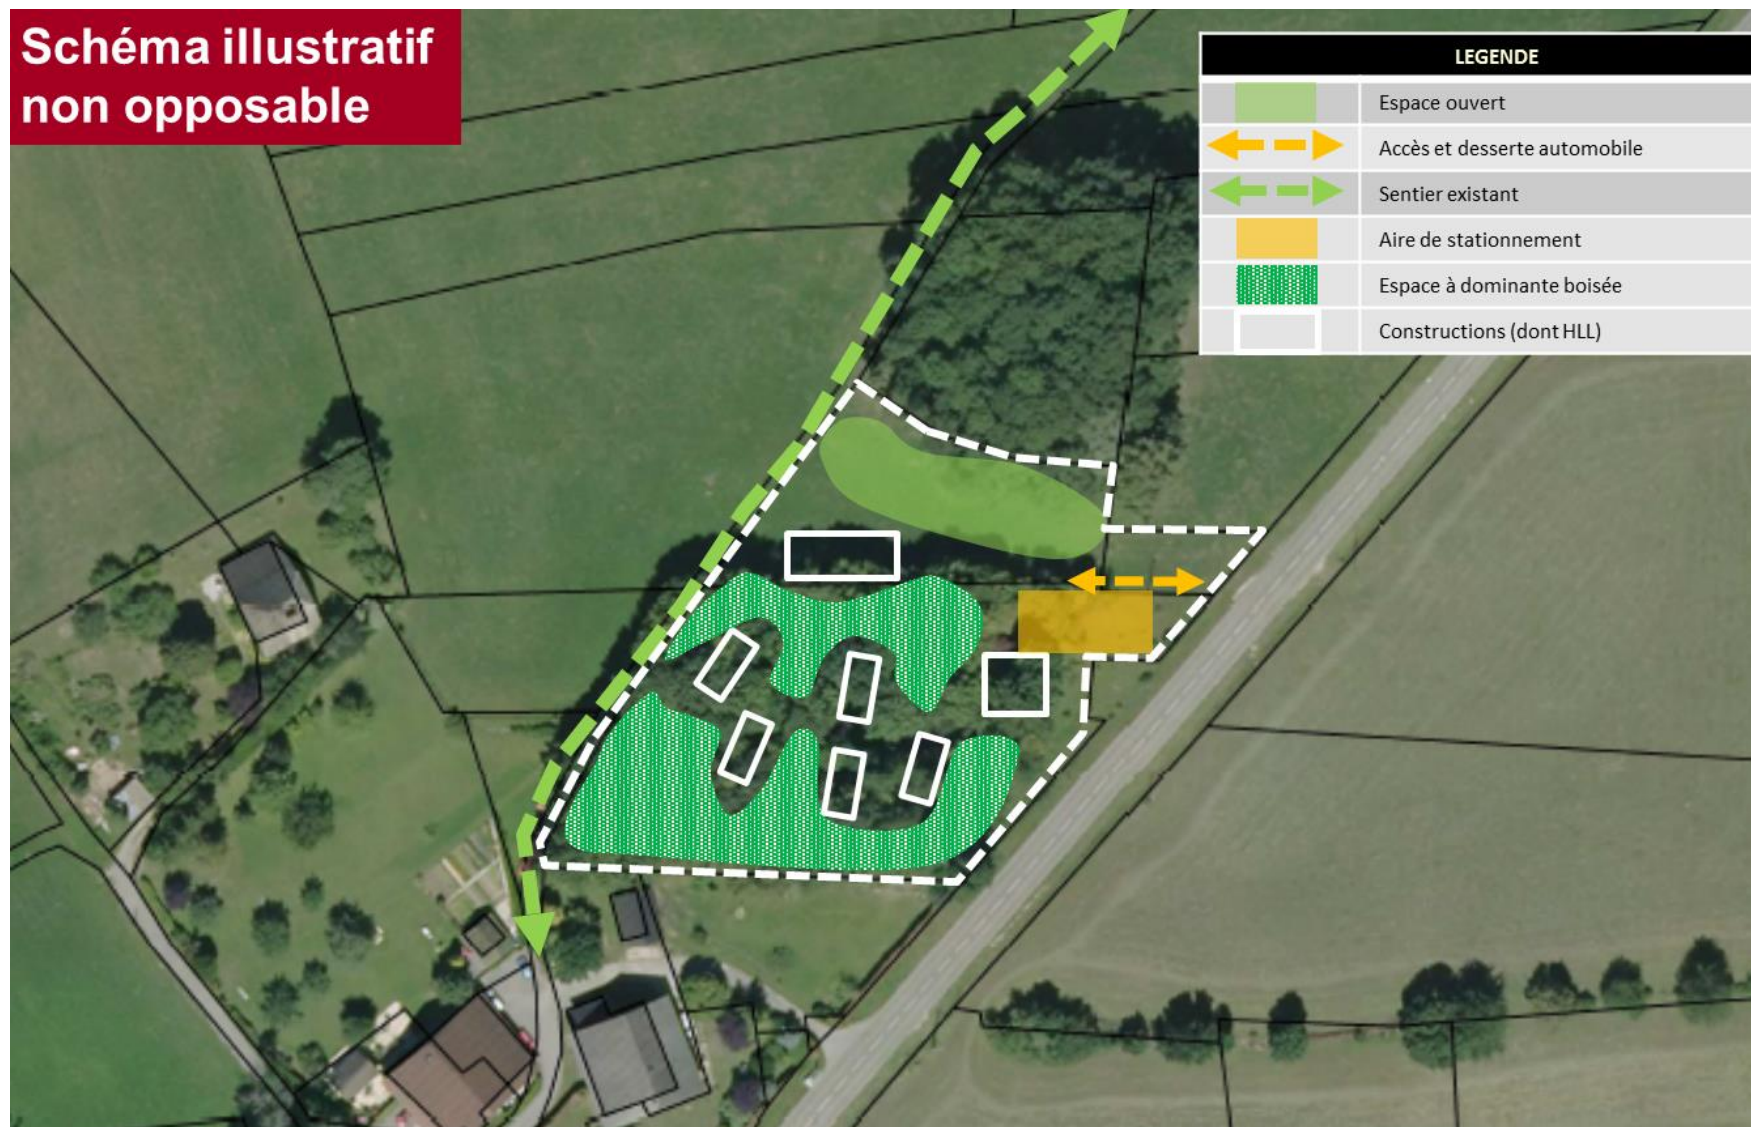 Schéma illustratif
non opposable
LEGENDE
Espace ouvert
Accès et desserte automobile
Sentier existant
Aire de stationnement
Espace à dominante boisée
Constructions (dont HLL)